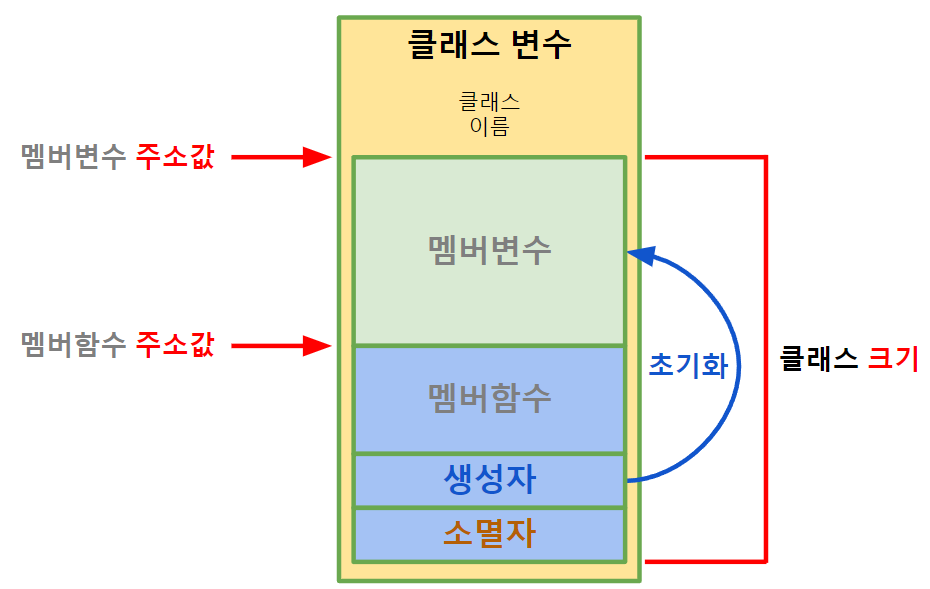 클래스 변수
클래스
이름
멤버변수 주소값
멤버변수
멤버함수 주소값
초기화
클래스 크기
멤버함수
생성자
소멸자